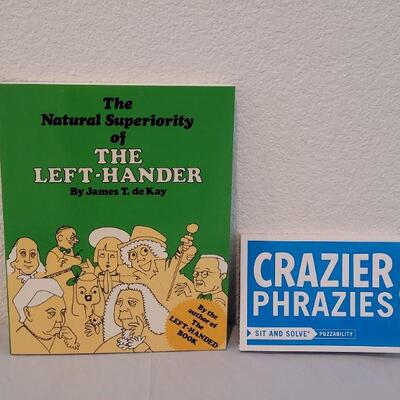 The
Natural Superiority
of
THE
LEFT-HANDER
By James T. de Kay
By the
author of
The
LEFT-HANDED
BOOK
CRAZIER
PHRAZIES
SIT AND SOLVE®
PUZZABILITY